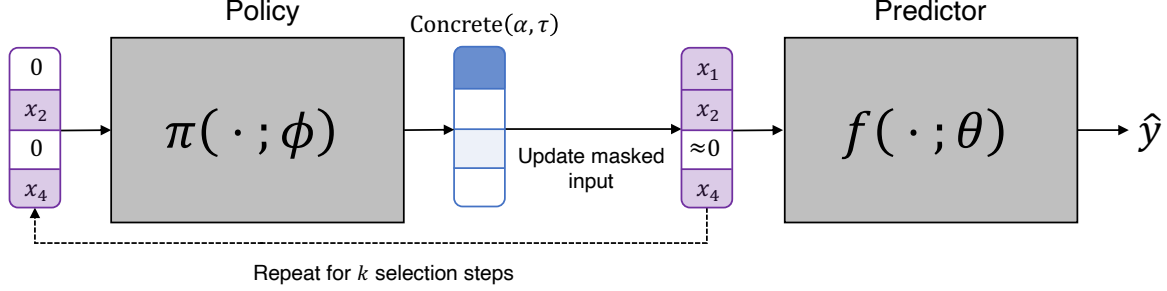 Policy
Predictor
Concrete(α, τ)
0
x₂
0
x₄
π( · ; ϕ)
Update masked
input
x₁
x₂
≈0
x₄
f( · ; θ)
ŷ
Repeat for k selection steps